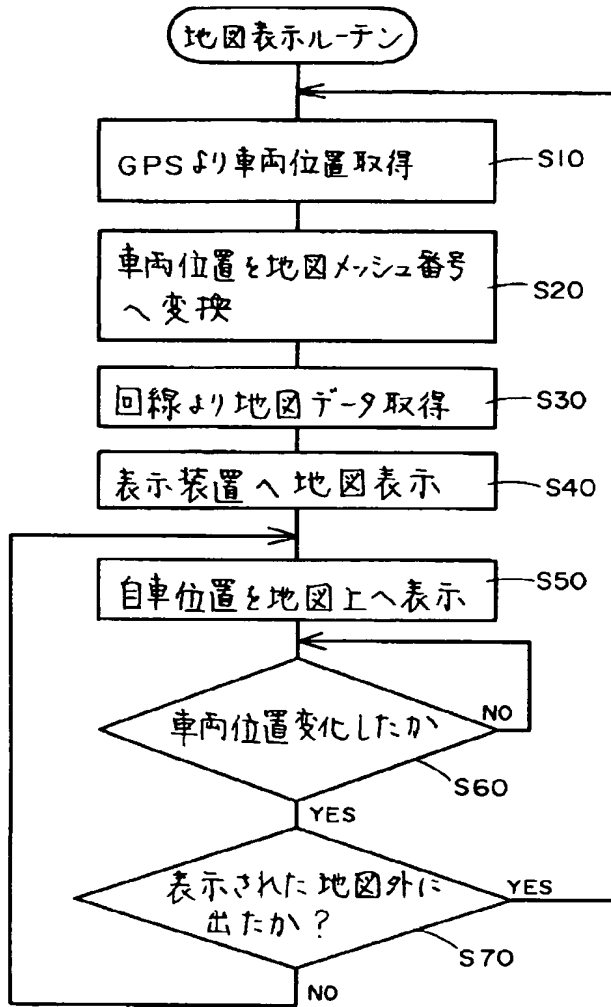 地図表示ルーテン
GPSより車両位置取得
S10
車両位置を地図メッシュ番号
へ変換
S20
回線より地図データ取得
S30
表示装置へ地図表示
S40
自車位置を地図上へ表示
S50
車両位置変化したか
NO
S60
YES
表示された地図外に
出たか?
YES
S70
NO